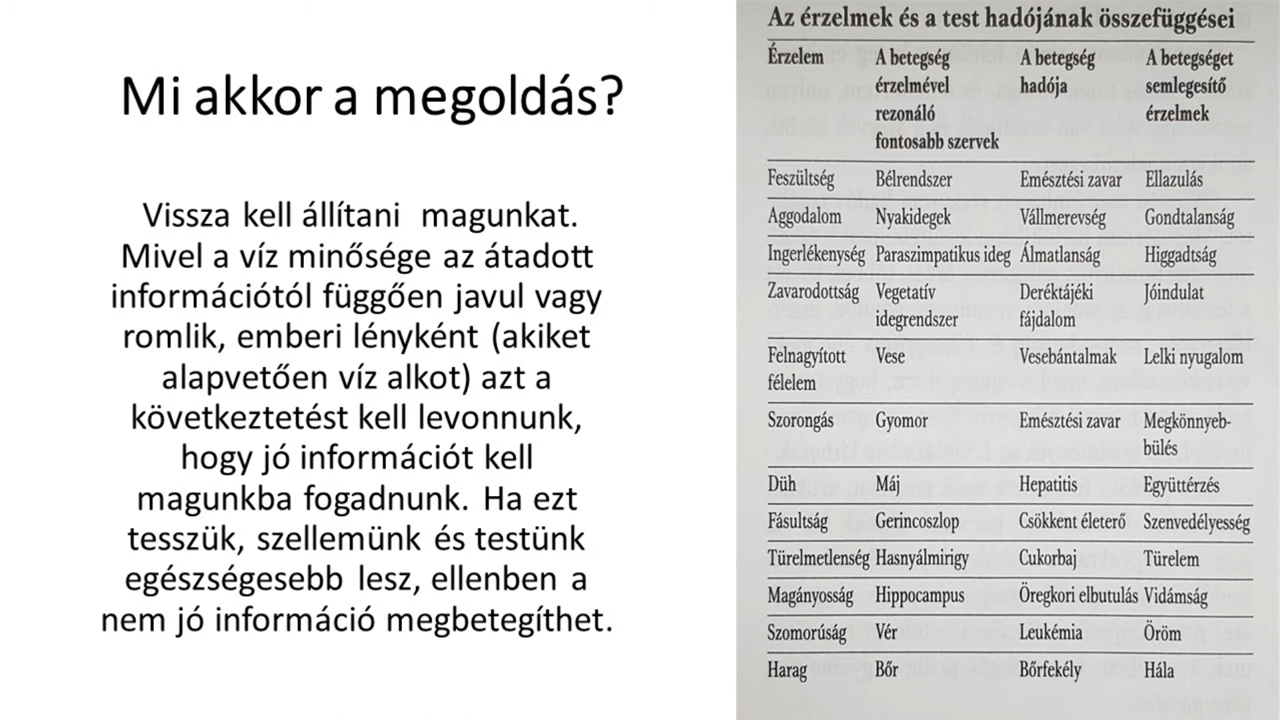 Mi akkor a megoldás?
Vissza kell állítani magunkat.
Mivel a víz minősége az átadott
információtól függően javul vagy
romlik, emberi lényként (akiket
alapvetően víz alkot) azt a
következtetést kell levonnunk,
hogy jó információt kell
magunkba fogadnunk. Ha ezt
tesszük, szellemünk és testünk
egészségesebb lesz, ellenben a
nem jó információ megbetegíthet.
Az érzelmek és a test hadójának összefüggései
Érzelem A betegség érzelmével rezonáló fontosabb szervek A betegség hadója A betegséget semlegesítő érzelmek
Feszültség Bélrendszer Emésztési zavar Ellazulás
Aggodalom Nyakidegek Vállmerevség Gondtalanság
Ingerlékenység Paraszimpatikus ideg Álmatlanság Higgadtság
Zavarodottság Vegetatív idegrendszer Deréktájéki fájdalom Jóindulat
Felnagyított félelem Vese Vesebántalmak Lelki nyugalom
Szorongás Gyomor Emésztési zavar Megkönnyeb-
bülés
Düh Máj Hepatitis Együttérzés
Fásultság Gerincoszlop Csökkent életerő Szenvedélyesség
Türelmetlenség Hasnyálmirigy Cukorbaj Türelem
Magányosság Hippocampus Öregkori elbutulás Vidámság
Szomorúság Vér Leukémia Öröm
Harag Bőr Bőrfekély Hála